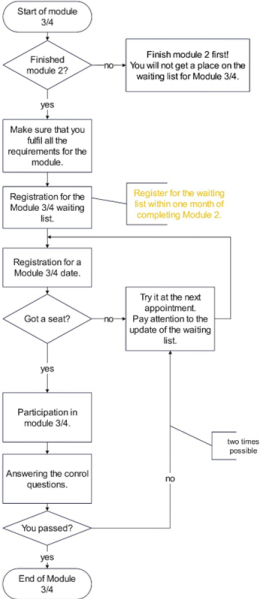 Start of module
3/4
Finished
module 2?
no
Finish module 2 first!
You will not get a place on the
waiting list for Module 3/4.
yes
Make sure that you
fulfil all the
requirements for the
module.
Registration for the
Module 3/4 waiting
list.
Register for the waiting
list within one month of
completing Module 2.
Registration for a
Module 3/4 date.
Got a seat?
no
Try it at the next
appointment.
Pay attention to the
update of the waiting
list.
yes
Participation in
module 3/4.
two times
possible
Answering the conrol
questions.
no
You passed?
yes
End of Module
3/4